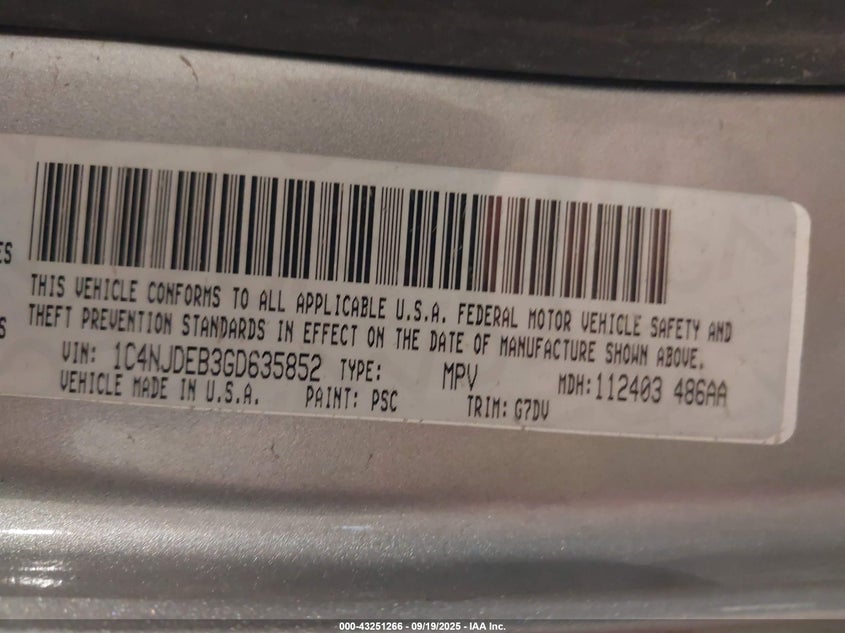 ES
THIS VEHICLE CONFORMS TO ALL APPLICABLE U.S.A. FEDERAL MOTOR VEHICLE SAFETY AND
S
THEFT PREVENTION STANDARDS IN EFFECT ON THE DATE OF MANUFACTURE SHOWN ABOVE.
VIN: 1C4NJDEB3GD635852 TYPE: MPV MDH:112403 486AA
VEHICLE MADE IN U.S.A. PAINT: PSC TRIM: G7DV
000-43251266 - 09/19/2025 - IAA Inc.